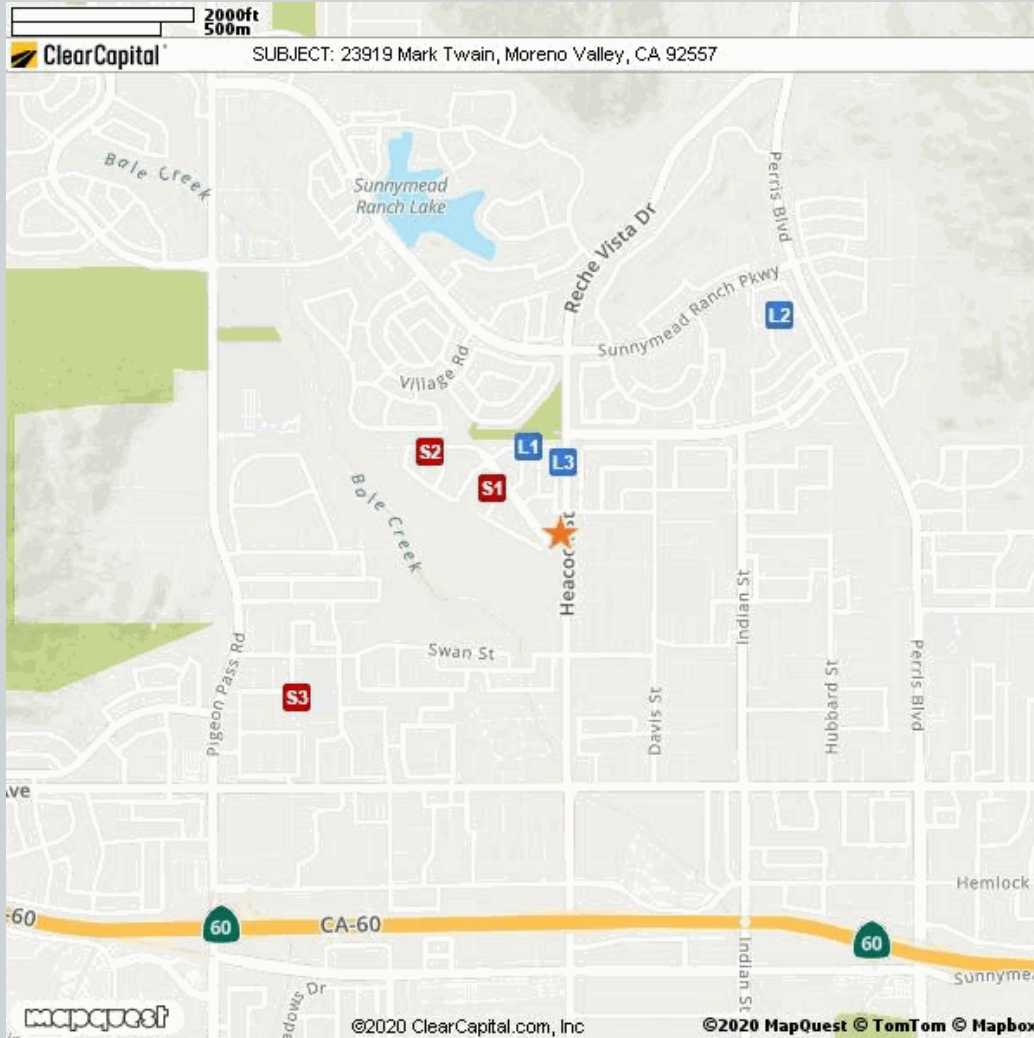 2000ft
500m
ClearCapital
SUBJECT: 23919 Mark Twain, Moreno Valley, CA 92557
Bale Creek
Sunnymead
Ranch Lake
Perris Blvd
Reche Vista Dr
Sunnymead Ranch Pkwy
L2
Village Rd
S2
L1
L3
S1
Bale Creek
Heacock St
Indian St
Swan St
Pigeon Pass Rd
S3
Davis St
Hubbard St
Perris Blvd
Ave
Hemlock
60
60
CA-60
60
Indian St
Sunnyme
adows Dr
mapquest
©2020 ClearCapital.com, Inc
©2020 MapQuest © TomTom © Mapbox